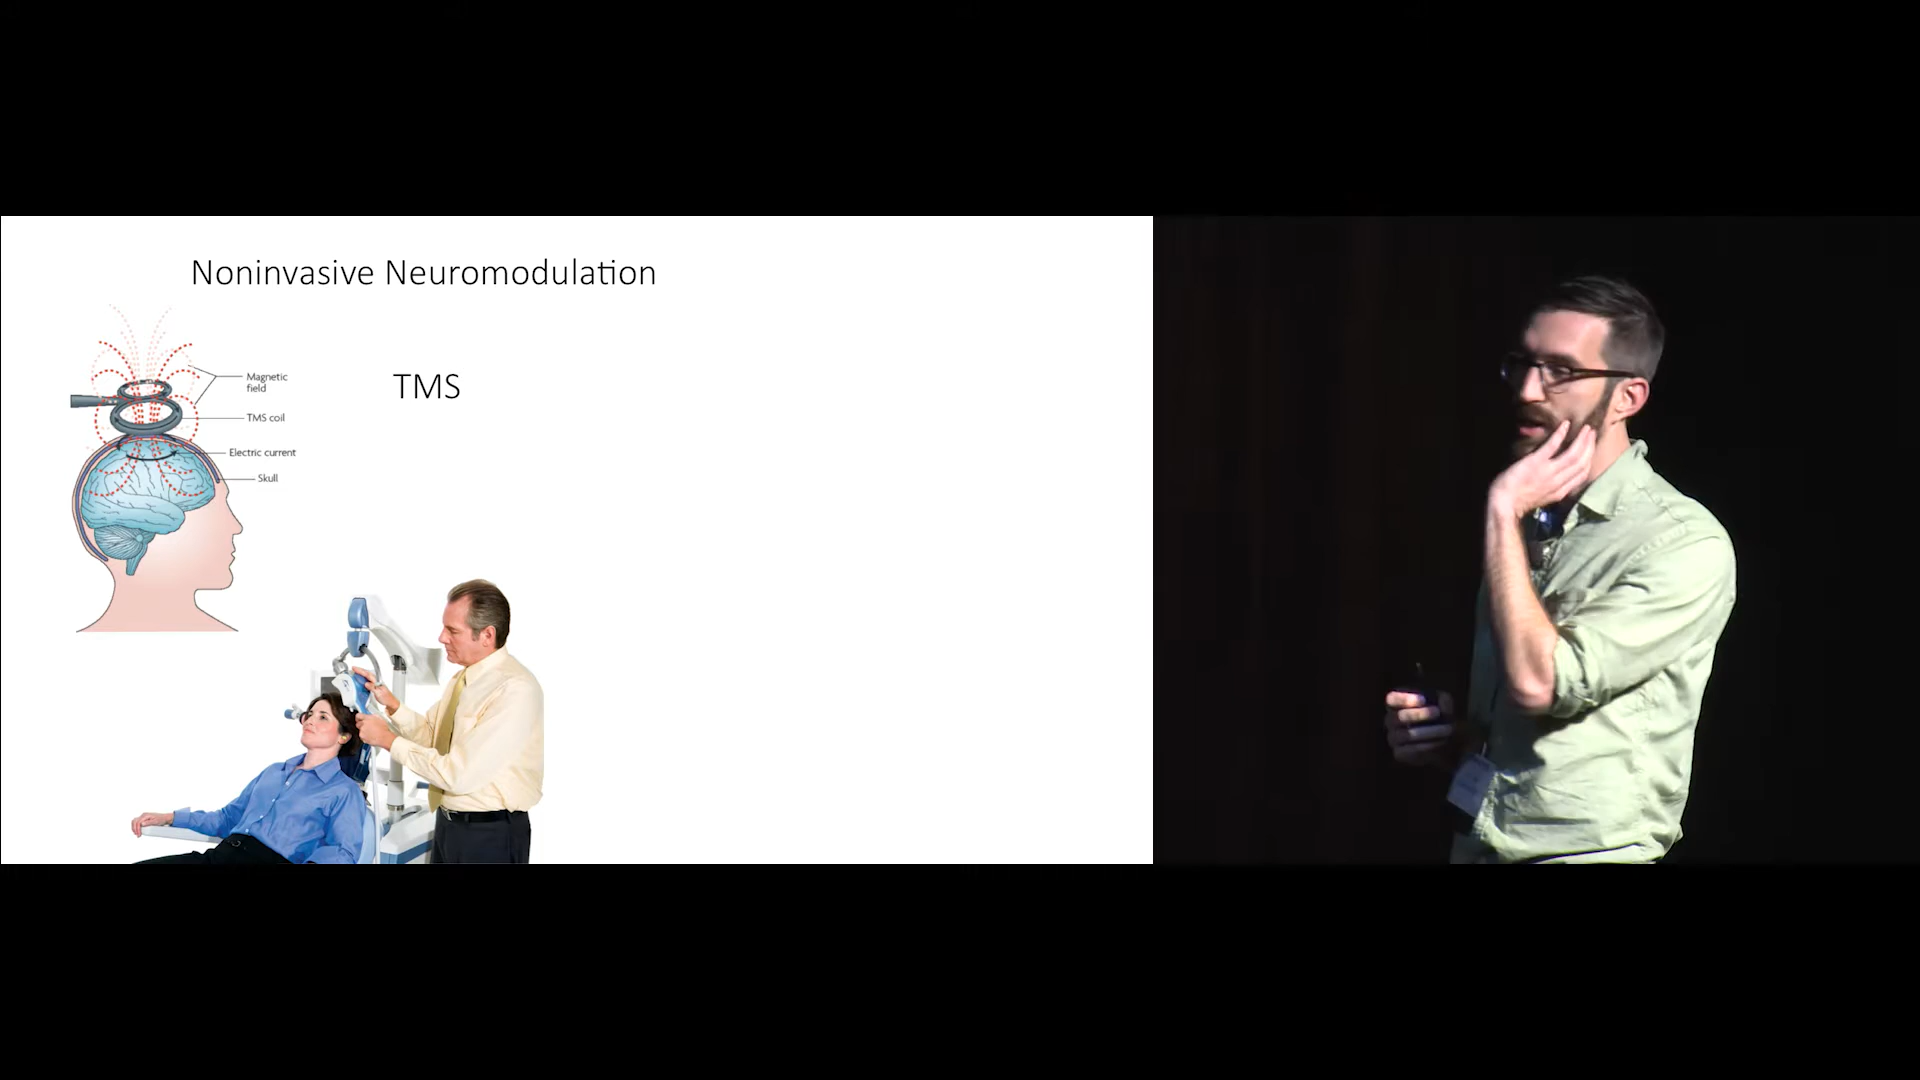 Noninvasive Neuromodulation
TMS
Magnetic
field
TMS coil
Electric current
Skull